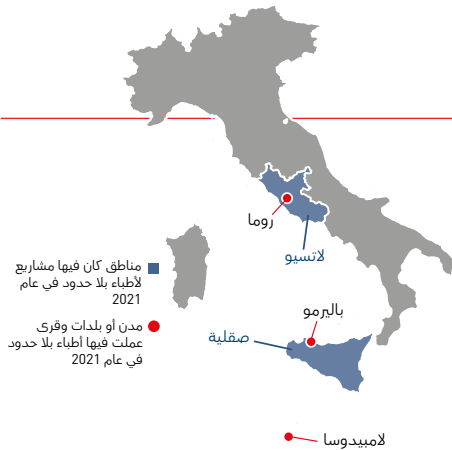 روما
لاتسيو
مناطق كان فيها مشاريع
لأطباء بلا حدود في عام
2021
باليرمو
مدن أو بلدات وقرى
عملت فيها أطباء بلا حدود
في عام 2021
صقلية
لامبيدوسا